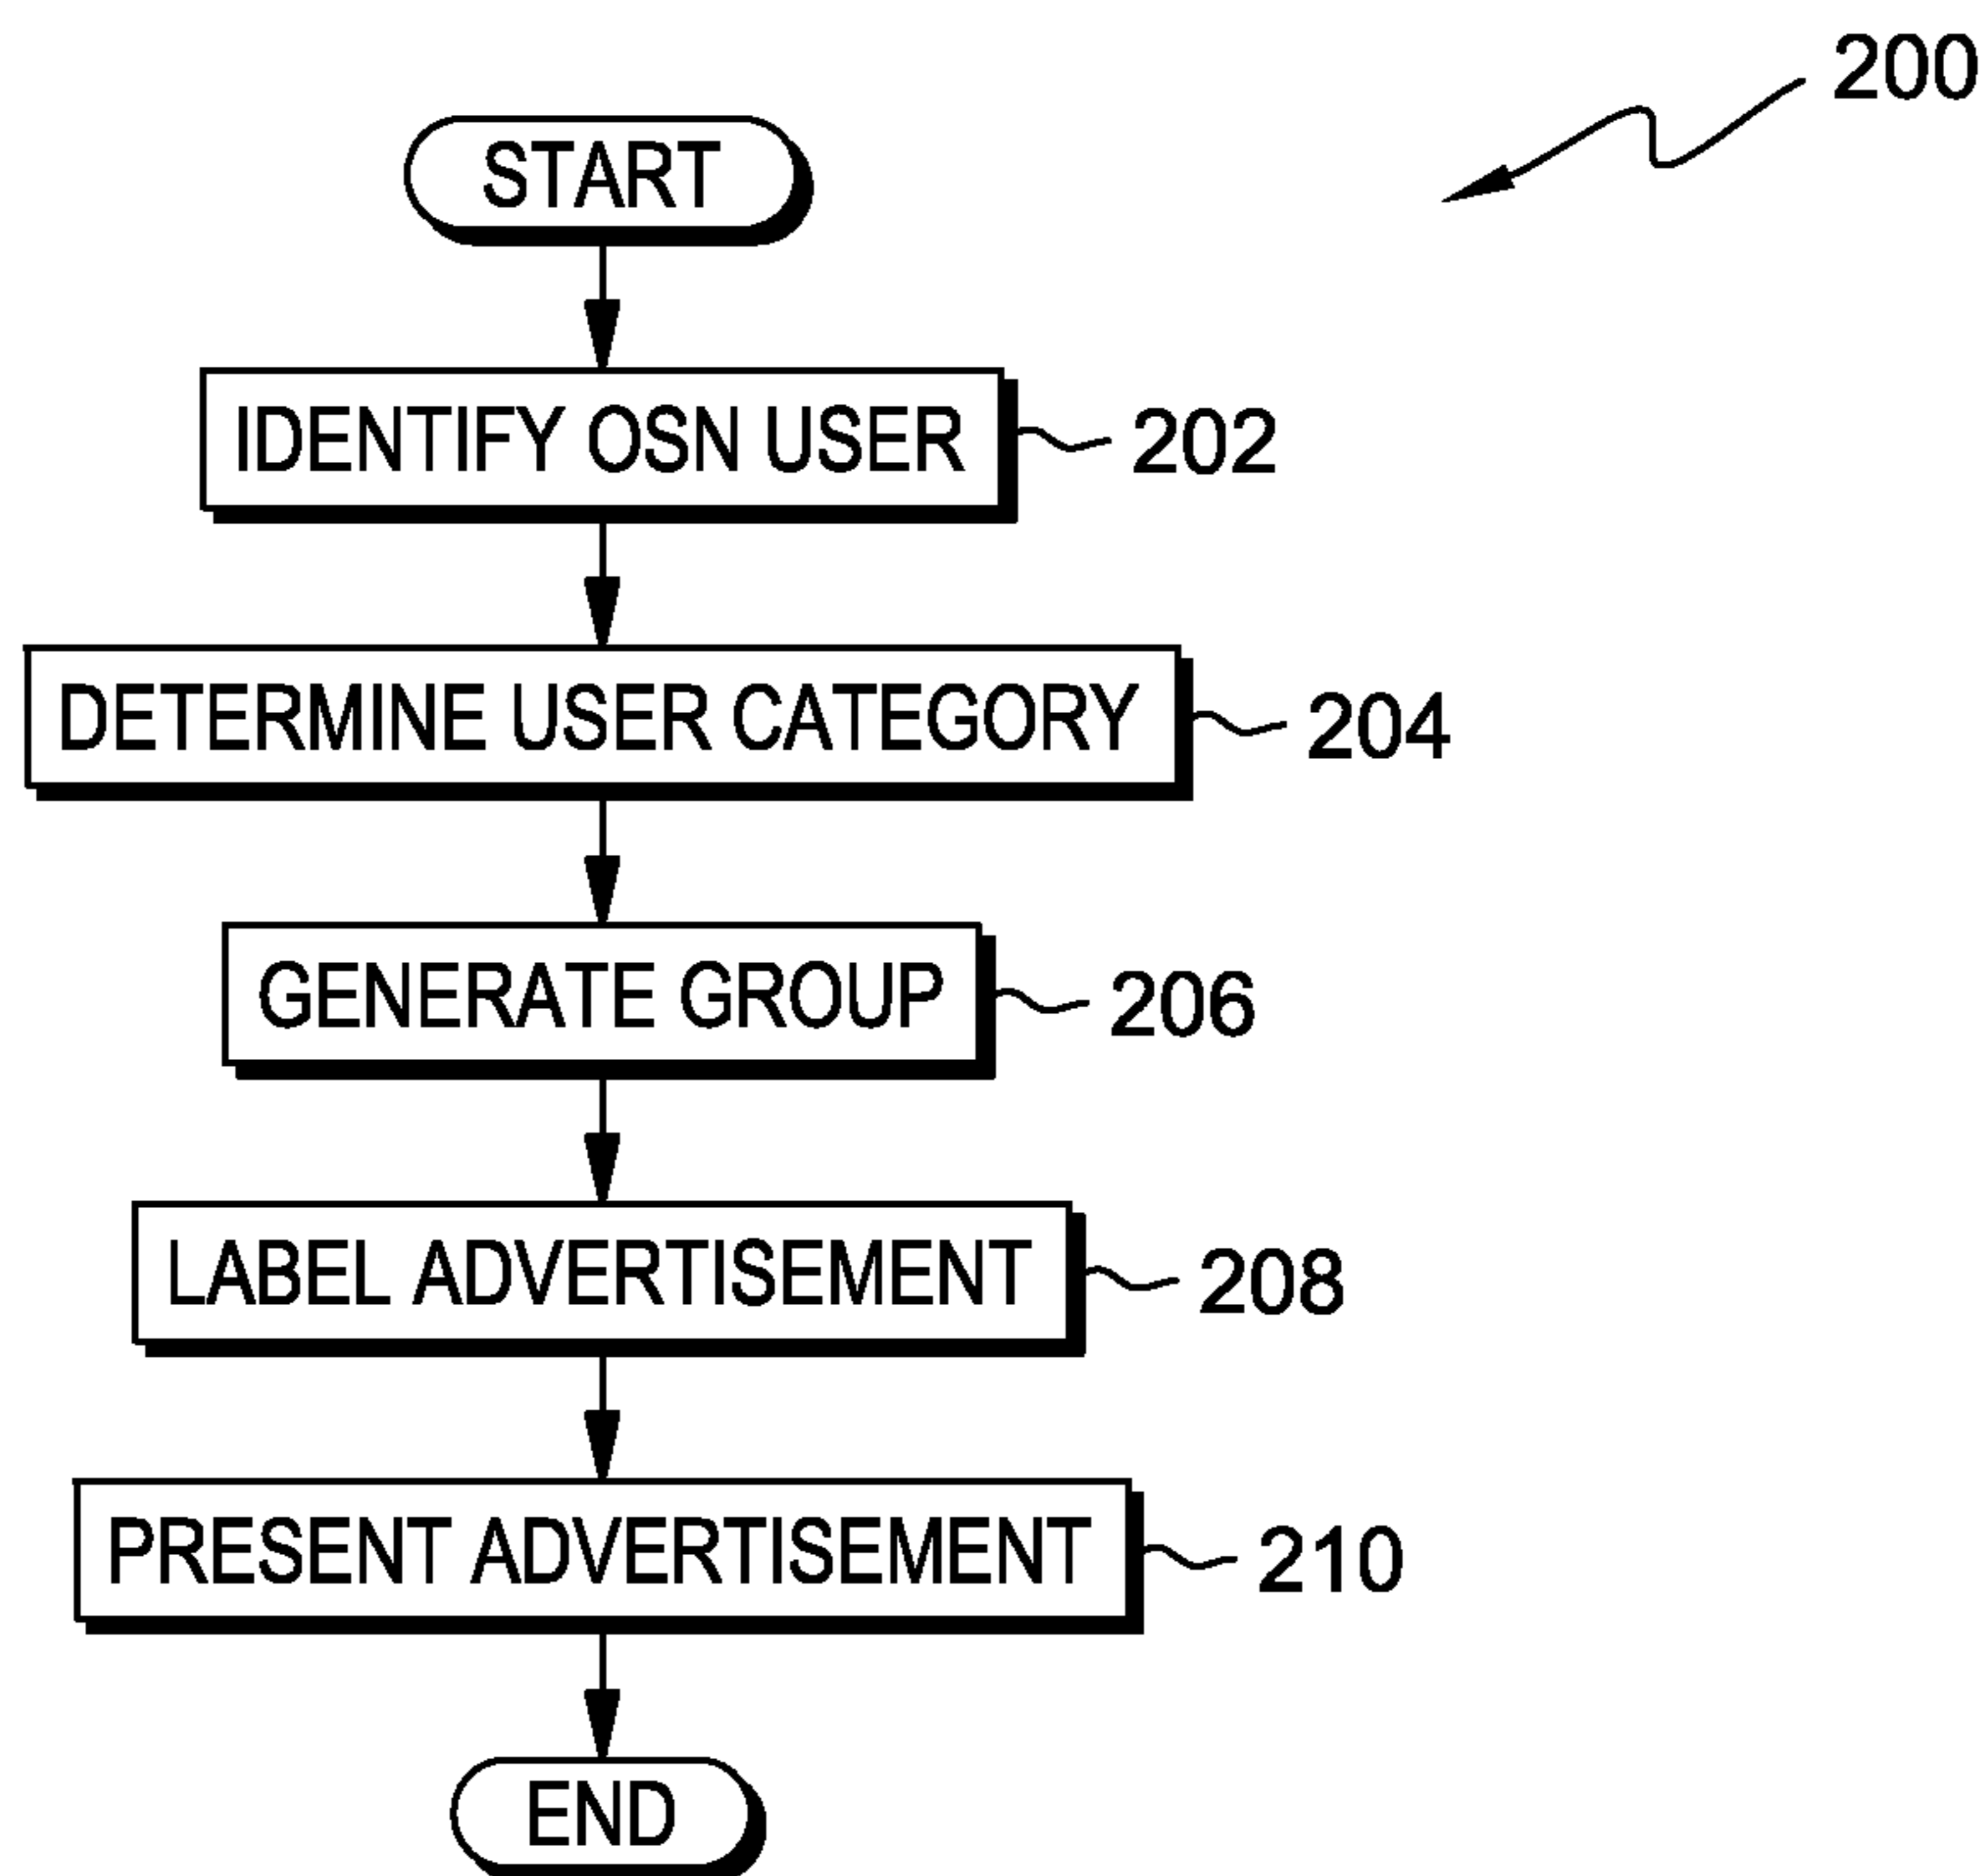 200
START
IDENTIFY OSN USER 202
DETERMINE USER CATEGORY 204
GENERATE GROUP 206
LABEL ADVERTISEMENT 208
PRESENT ADVERTISEMENT 210
END